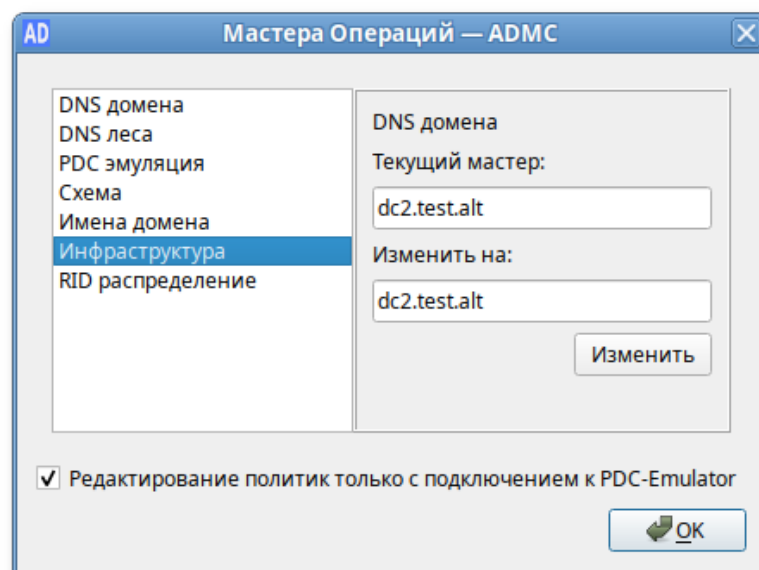 AD Мастера Операций — ADMC
DNS домена
DNS леса
PDC эмуляция
Схема
Имена домена
Инфраструктура
RID распределение
DNS домена
Текущий мастер:
dc2.test.alt
Изменить на:
dc2.test.alt
Изменить
Редактирование политик только с подключением к PDC-Emulator
OK